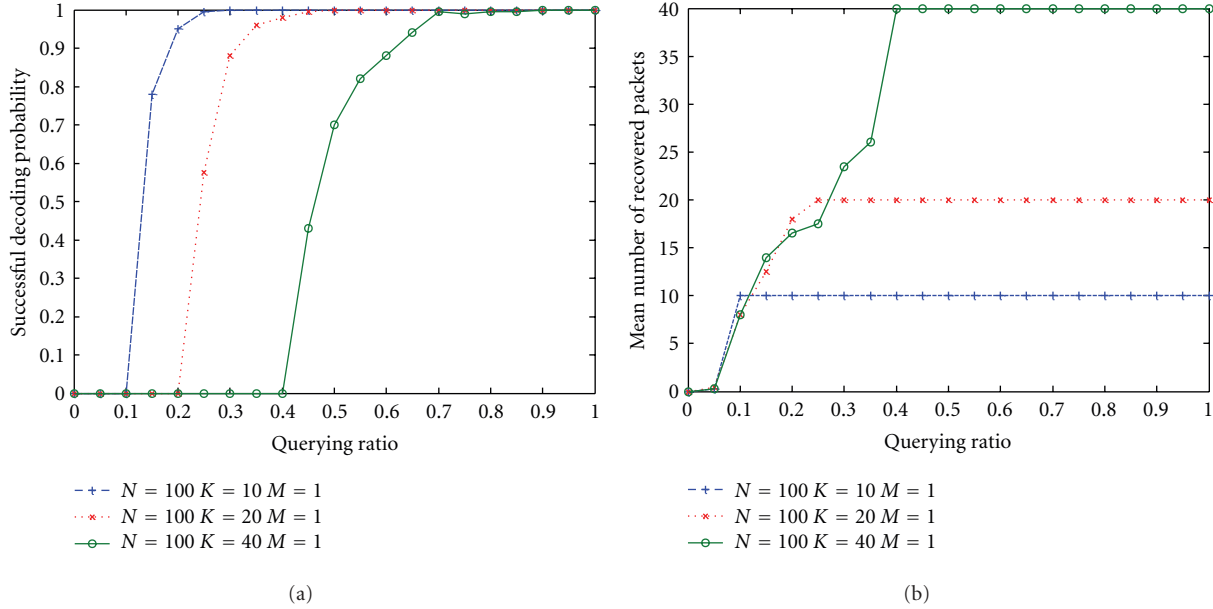 1
0.9
0.8
0.7
0.6
0.5
0.4
0.3
0.2
0.1
0
Successful decoding probability
0 0.1 0.2 0.3 0.4 0.5 0.6 0.7 0.8 0.9 1
Querying ratio
N = 100 K = 10 M = 1
N = 100 K = 20 M = 1
N = 100 K = 40 M = 1
(a)
40
35
30
25
20
15
10
5
0
Mean number of recovered packets
0 0.1 0.2 0.3 0.4 0.5 0.6 0.7 0.8 0.9 1
Querying ratio
N = 100 K = 10 M = 1
N = 100 K = 20 M = 1
N = 100 K = 40 M = 1
(b)